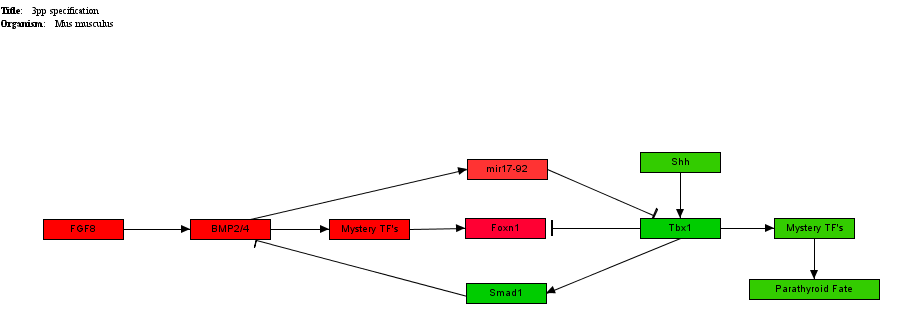 Title: 3pp specification
Organism: Mus musculus
Shh
mir17-92
FGF8
BMP2/4
Mystery TF's
Foxn1
Tbx1
Mystery TF's
Smad1
Parathyroid Fate